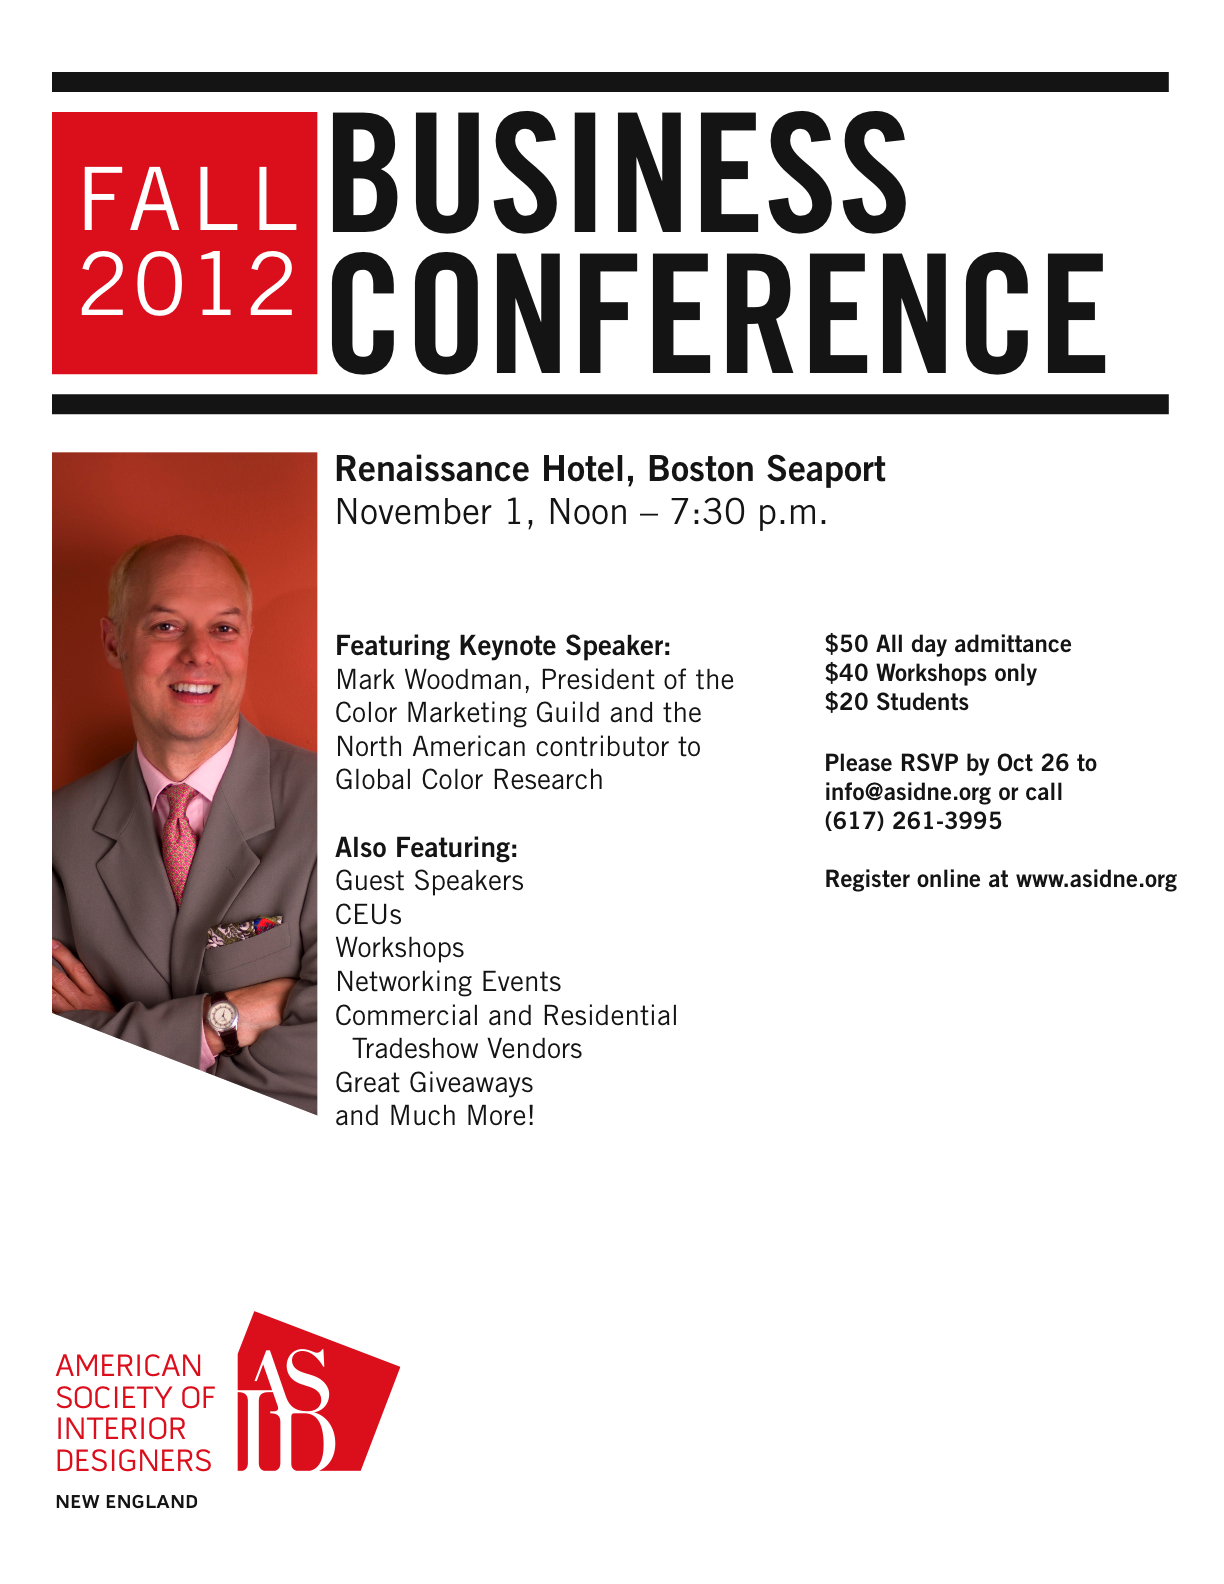 FALL
2012
BUSINESS
CONFERENCE
Renaissance Hotel, Boston Seaport
November 1, Noon – 7:30 p.m.
Featuring Keynote Speaker:
Mark Woodman, President of the
Color Marketing Guild and the
North American contributor to
Global Color Research
Also Featuring:
Guest Speakers
CEUs
Workshops
Networking Events
Commercial and Residential
Tradeshow Vendors
Great Giveaways
and Much More!
$50 All day admittance
$40 Workshops only
$20 Students
Please RSVP by Oct 26 to
info@asidne.org or call
(617) 261-3995
Register online at www.asidne.org
AMERICAN
SOCIETY OF
INTERIOR
DESIGNERS
NEW ENGLAND
AS
ID